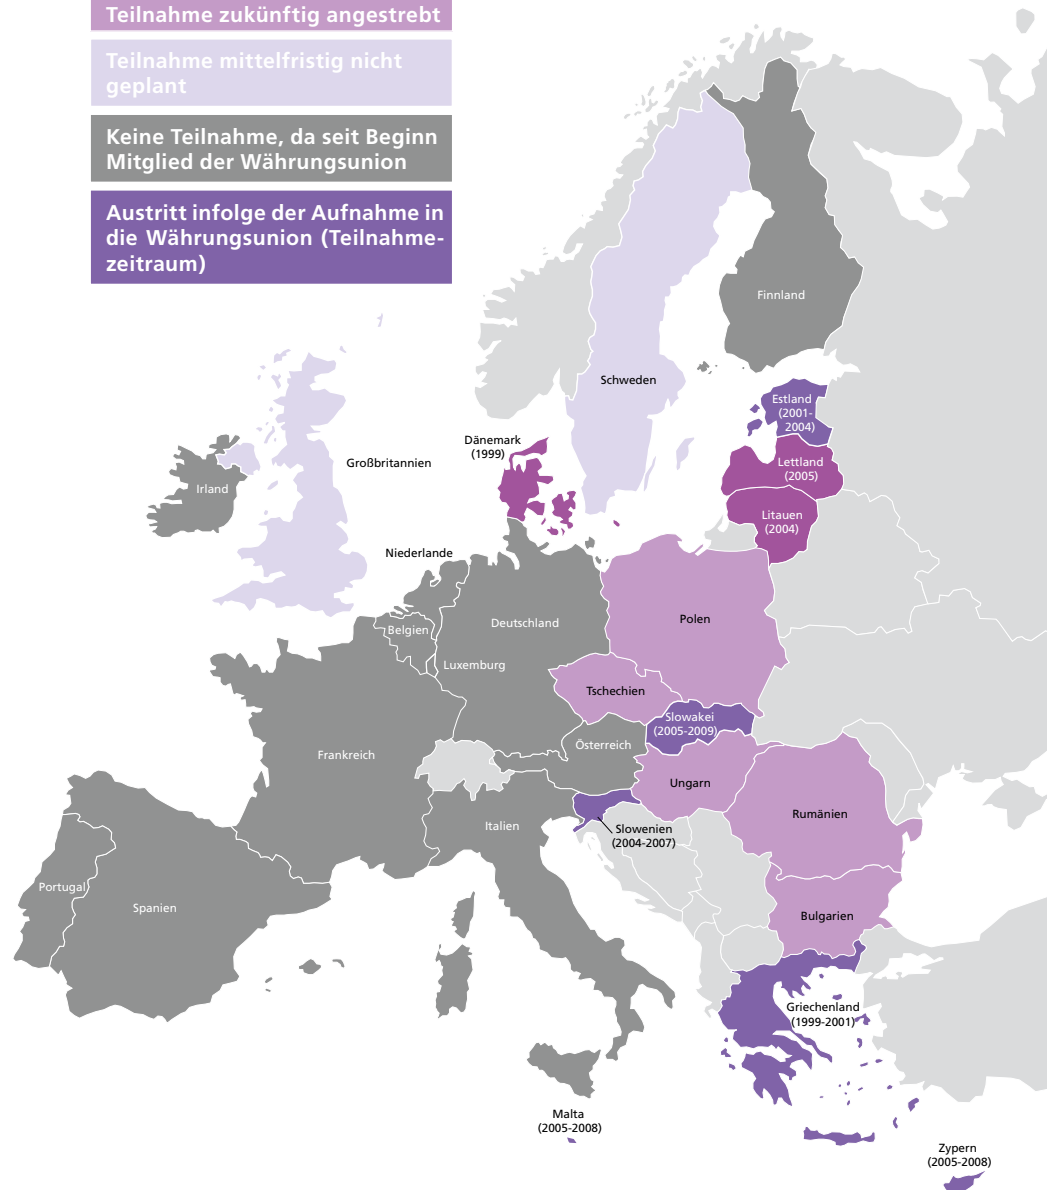 Teilnahme zukünftig angestrebt
Teilnahme mittelfristig nicht
geplant
Keine Teilnahme, da seit Beginn
Mitglied der Währungsunion
Austritt infolge der Aufnahme in
die Währungsunion (Teilnahme-
zeitraum)
Finnland
Schweden
Estland
(2001-
2004)
Dänemark
(1999)
Großbritannien
Lettland
(2005)
Irland
Litauen
(2004)
Niederlande
Polen
Deutschland
Belgien
Luxemburg
Tschechien
Slowakei
(2005-2009)
Österreich
Frankreich
Ungarn
Rumänien
Italien
Slowenien
(2004-2007)
Portugal
Spanien
Bulgarien
Griechenland
(1999-2001)
Malta
(2005-2008)
Zypern
(2005-2008)